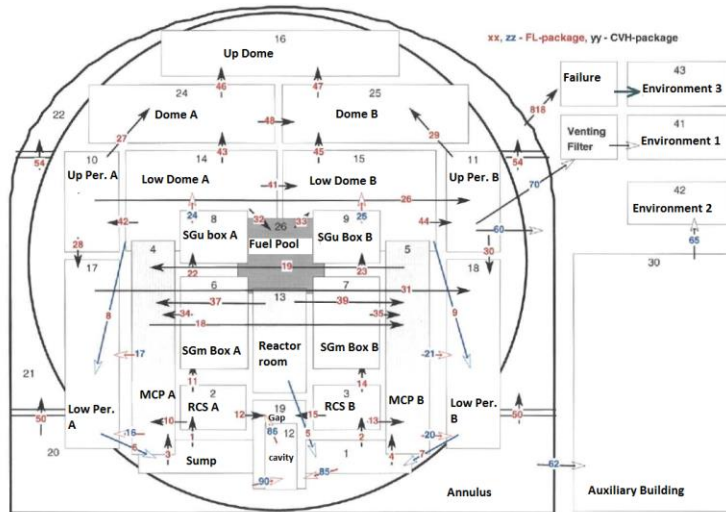 xx, zz - FL-package, yy - CVH-package
16
Up Dome
46
47
24
25
Dome A
Dome B
48
27
29
43
45
22
54
54
818
Failure
43
Environment 3
Venting
Filter
41
Environment 1
70
42
Environment 2
10
Up Per. A
14
Low Dome A
15
Low Dome B
11
Up Per. B
41
26
42
44
24
8
SGu box A
32
26
33
Fuel Pool
25
9
SGu Box B
60
65
28
30
30
17
4
22
19
23
5
18
6
7
31
13
37
39
34
35
18
8
9
SGm Box A
Reactor
room
SGm Box B
17
21
21
11
14
MCP A
2
RCS A
3
RCS B
MCP B
Low Per.
A
Low Per.
B
10
12
19
Gap
15
13
50
50
16
6
3
1
86
12
5
2
1
20
7
4
20
Sump
cavity
90
85
62
Annulus
Auxiliary Building